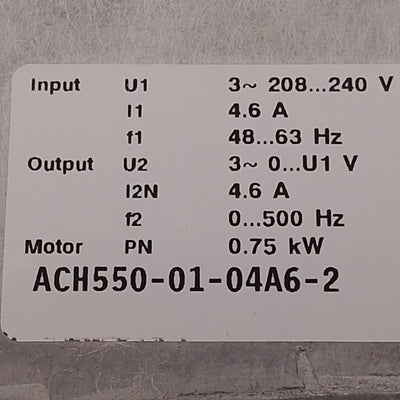 Input U1 3~ 208...240 V
I1 4.6 A
f1 48...63 Hz
Output U2 3~ 0...U1 V
I2N 4.6 A
f2 0...500 Hz
Motor PN 0.75 kW
ACH550-01-04A6-2